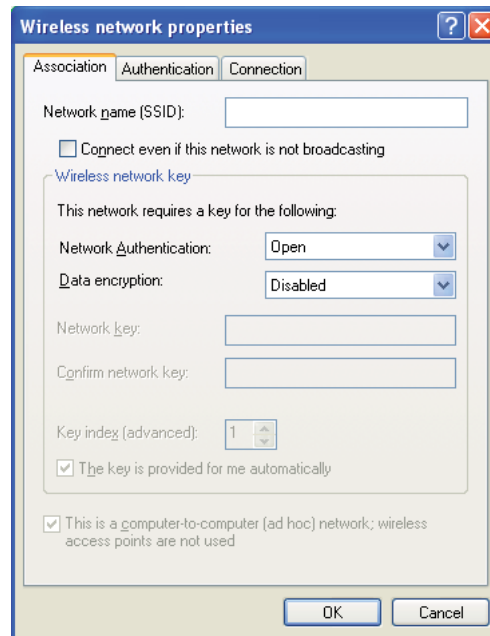 Wireless network properties
Association Authentication Connection
Network name (SSID):
Connect even if this network is not broadcasting
Wireless network key
This network requires a key for the following:
Network Authentication: Open
Data encryption: Disabled
Network key:
Confirm network key:
Key index (advanced): 1
The key is provided for me automatically
This is a computer-to-computer (ad hoc) network; wireless
access points are not used
OK Cancel